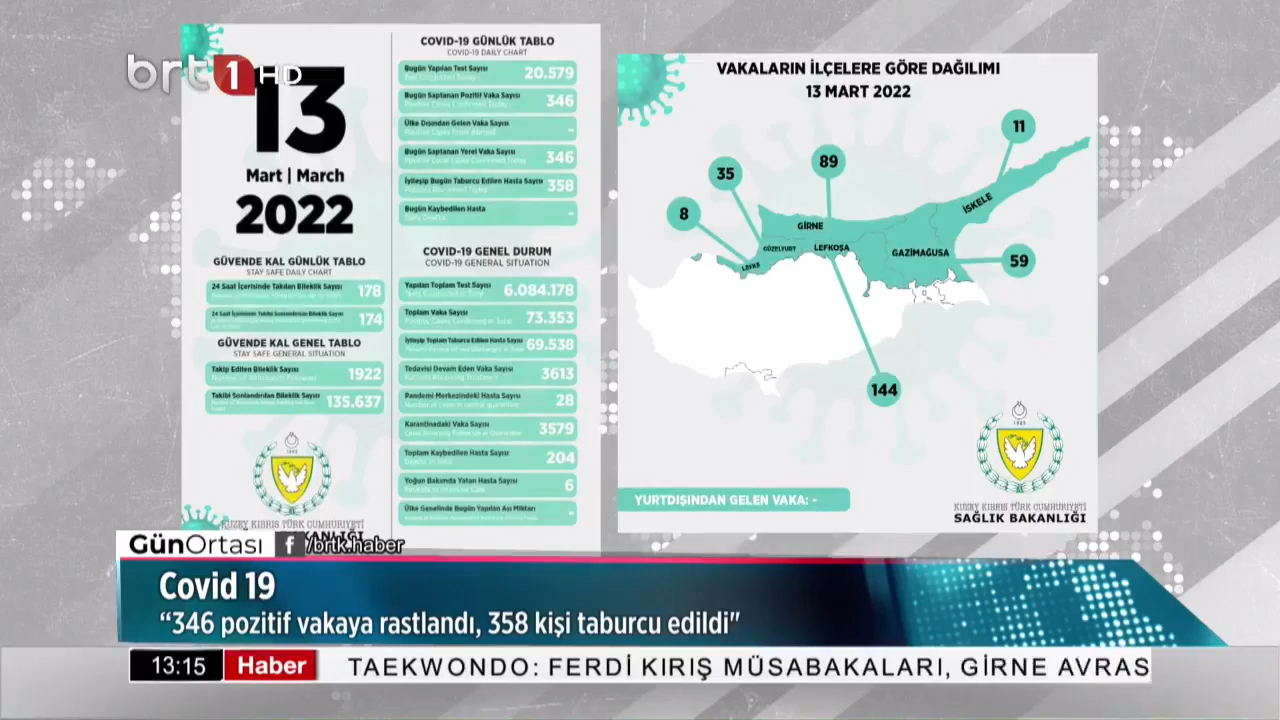 brt 1 HD
13
Mart | March
2022
GÜVENDE KAL GÜNLÜK TABLO
STAY SAFE DAILY CHART
24 Saat İçerisinde Takılan Bileklik Sayısı
178
24 Saat İçerisinde Takibi Sonlandırılan Bileklik Sayısı
174
GÜVENDE KAL GENEL TABLO
STAY SAFE GENERAL SITUATION
Takip Edilen Bileklik Sayısı
1922
Takibi Sonlandırılan Bileklik Sayısı
135.637
KUZEY KIBRIS TÜRK CUMHURİYETİ
COVID-19 GÜNLÜK TABLO
COVID-19 DAILY CHART
Bugün Yapılan Test Sayısı
20.579
Bugün Saptanan Pozitif Vaka Sayısı
346
Ülke Dışından Gelen Vaka Sayısı
-
Bugün Saptanan Yerel Vaka Sayısı
346
İyileşip Bugün Taburcu Edilen Hasta Sayısı
358
Bugün Kaybedilen Hasta
-
COVID-19 GENEL DURUM
COVID-19 GENERAL SITUATION
Yapılan Toplam Test Sayısı
6.084.178
Toplam Vaka Sayısı
73.353
İyileşip Toplam Taburcu Edilen Hasta Sayısı
69.538
Tedavisi Devam Eden Vaka Sayısı
3613
Pandemi Merkezindeki Hasta Sayısı
28
Karantinadaki Vaka Sayısı
3579
Toplam Kaybedilen Hasta Sayısı
204
Yoğun Bakımda Yatan Hasta Sayısı
6
Ülke Genelinde Bugün Yapılan Aşı Miktarı
-
VAKALARIN İLÇELERE GÖRE DAĞILIMI
13 MART 2022
11
89
35
8
İSKELE
GİRNE
GÜZELYURT
LEFKOŞA
GAZİMAĞUSA
LEFKE
59
144
YURTDIŞINDAN GELEN VAKA: -
1983
KUZEY KIBRIS TÜRK CUMHURİYETİ
SAĞLIK BAKANLIĞI
GünOrtası
f /brtk.haber
Covid 19
“346 pozitif vakaya rastlandı, 358 kişi taburcu edildi"
13:15 Haber TAEKWONDO: FERDİ KIRIŞ MÜSABAKALARI, GİRNE AVRAS